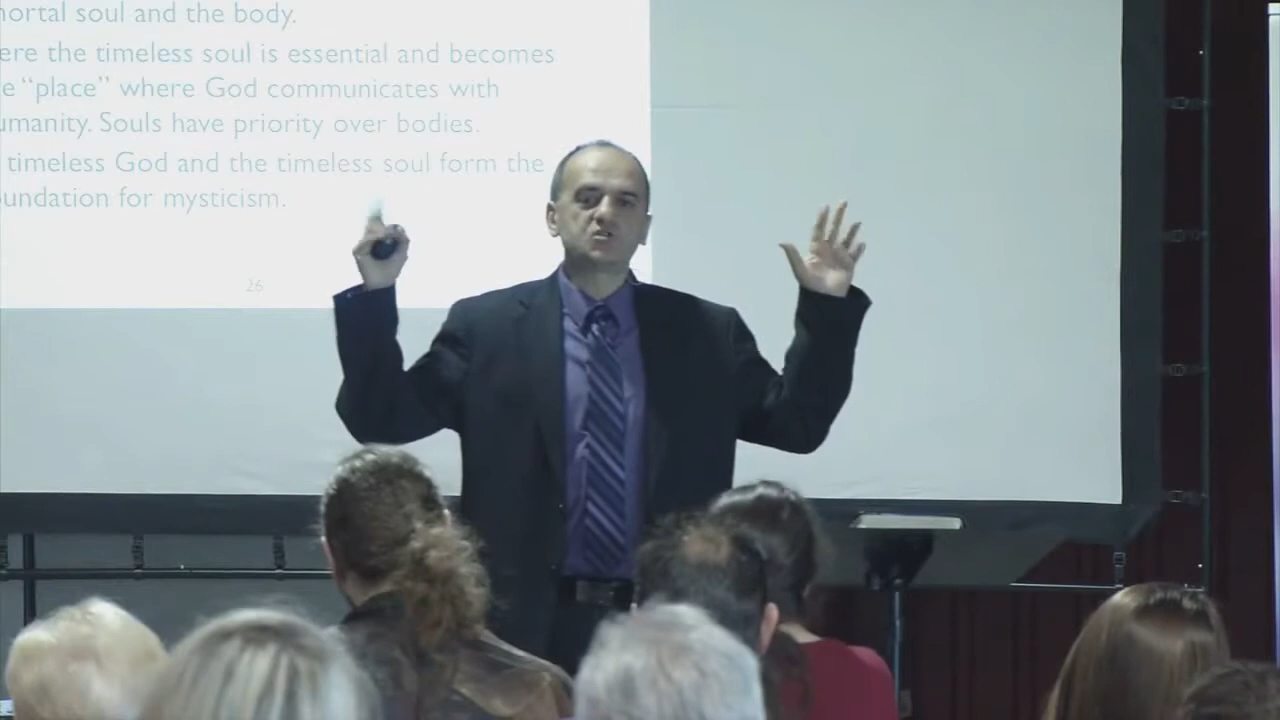 mortal soul and the body.
ere the timeless soul is essential and becomes
e “place” where God communicates with
umanity. Souls have priority over bodies.
timeless God and the timeless soul form the
oundation for mysticism.
26